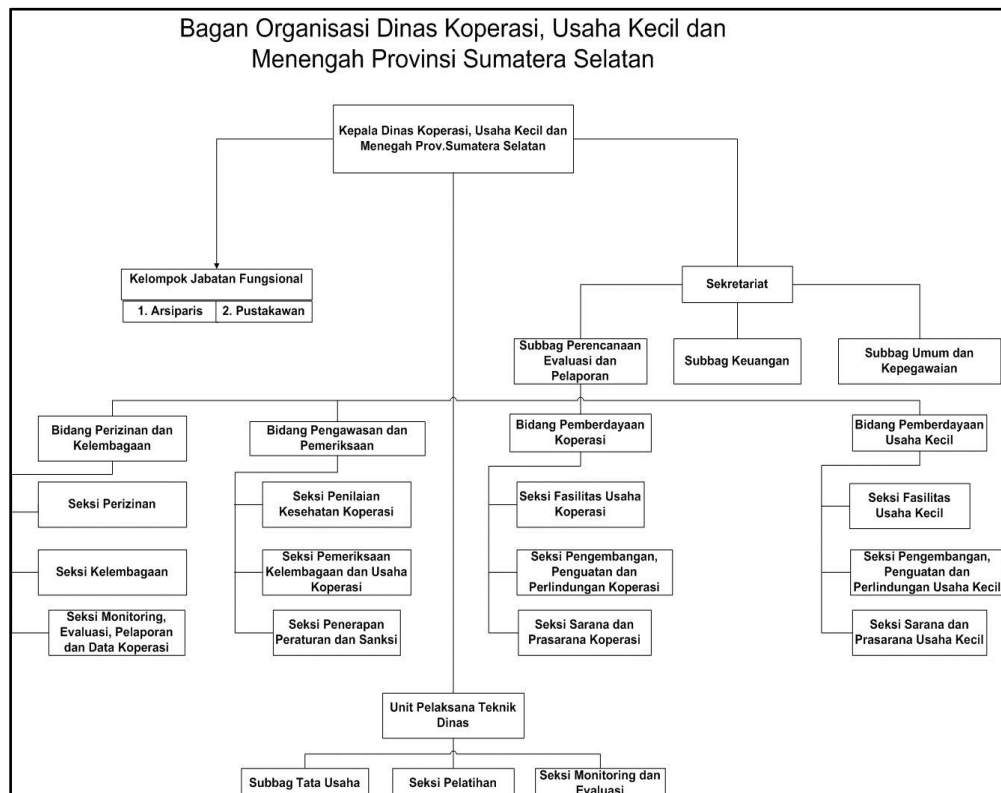 Bagan Organisasi Dinas Koperasi, Usaha Kecil dan
Menengah Provinsi Sumatera Selatan
Kepala Dinas Koperasi, Usaha Kecil dan
Menegah Prov.Sumatera Selatan
Kelompok Jabatan Fungsional
1. Arsiparis
2. Pustakawan
Sekretariat
Subbag Perencanaan
Evaluasi dan
Pelaporan
Subbag Keuangan
Subbag Umum dan
Kepegawaian
Bidang Perizinan dan
Kelembagaan
Bidang Pengawasan dan
Pemeriksaan
Bidang Pemberdayaan
Koperasi
Bidang Pemberdayaan
Usaha Kecil
Seksi Perizinan
Seksi Penilaian
Kesehatan Koperasi
Seksi Fasilitas Usaha
Koperasi
Seksi Fasilitas
Usaha Kecil
Seksi Kelembagaan
Seksi Pemeriksaan
Kelembagaan dan Usaha
Koperasi
Seksi Pengembangan,
Penguatan dan
Perlindungan Koperasi
Seksi Pengembangan,
Penguatan dan
Perlindungan Usaha Kecil
Seksi Monitoring,
Evaluasi, Pelaporan
dan Data Koperasi
Seksi Penerapan
Peraturan dan Sanksi
Seksi Sarana dan
Prasarana Koperasi
Seksi Sarana dan
Prasarana Usaha Kecil
Unit Pelaksana Teknik
Dinas
Subbag Tata Usaha
Seksi Pelatihan
Seksi Monitoring dan
Evaluasi